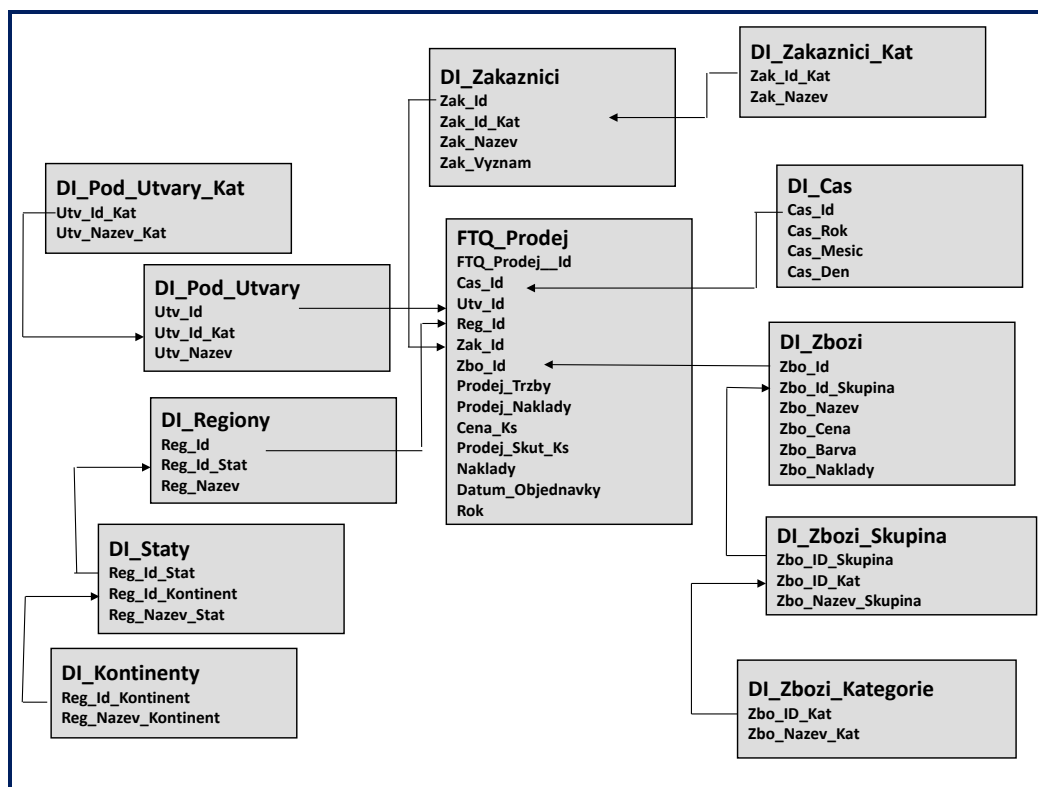 DI_Zakaznici
Zak_Id
Zak_Id_Kat
Zak_Nazev
Zak_Vyznam
DI_Zakaznici_Kat
Zak_Id_Kat
Zak_Nazev
DI_Pod_Utvary_Kat
Utv_Id_Kat
Utv_Nazev_Kat
DI_Cas
Cas_Id
Cas_Rok
Cas_Mesic
Cas_Den
FTQ_Prodej
FTQ_Prodej__Id
Cas_Id
Utv_Id
Reg_Id
Zak_Id
Zbo_Id
Prodej_Trzby
Prodej_Naklady
Cena_Ks
Prodej_Skut_Ks
Naklady
Datum_Objednavky
Rok
DI_Pod_Utvary
Utv_Id
Utv_Id_Kat
Utv_Nazev
DI_Zbozi
Zbo_Id
Zbo_Id_Skupina
Zbo_Nazev
Zbo_Cena
Zbo_Barva
Zbo_Naklady
DI_Regiony
Reg_Id
Reg_Id_Stat
Reg_Nazev
DI_Staty
Reg_Id_Stat
Reg_Id_Kontinent
Reg_Nazev_Stat
DI_Zbozi_Skupina
Zbo_ID_Skupina
Zbo_ID_Kat
Zbo_Nazev_Skupina
DI_Kontinenty
Reg_Id_Kontinent
Reg_Nazev_Kontinent
DI_Zbozi_Kategorie
Zbo_ID_Kat
Zbo_Nazev_Kat